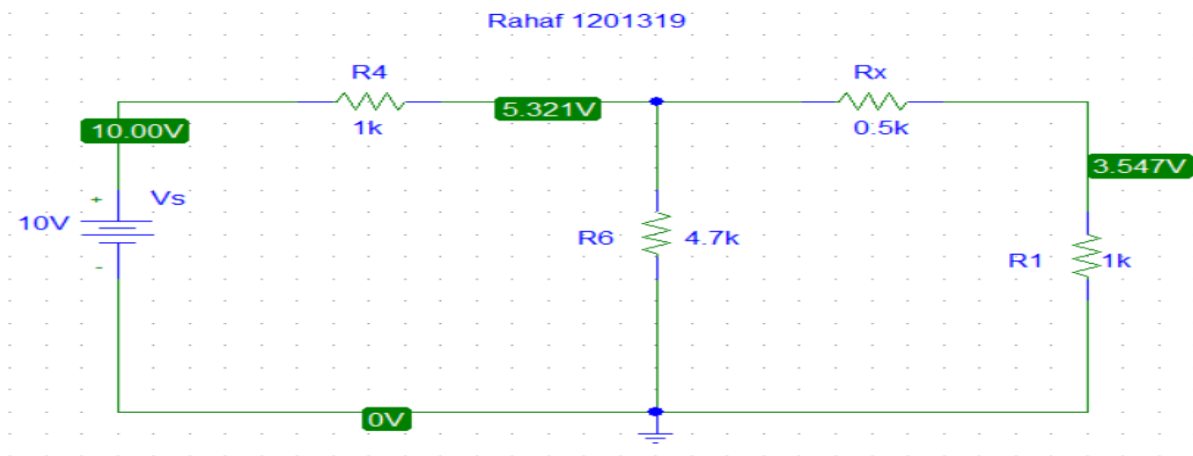 Rahaf 1201319
R4
Rx
10.00V
1k
5.321V
0.5k
3.547V
+
Vs
10V
-
R6
4.7k
R1
1k
0V